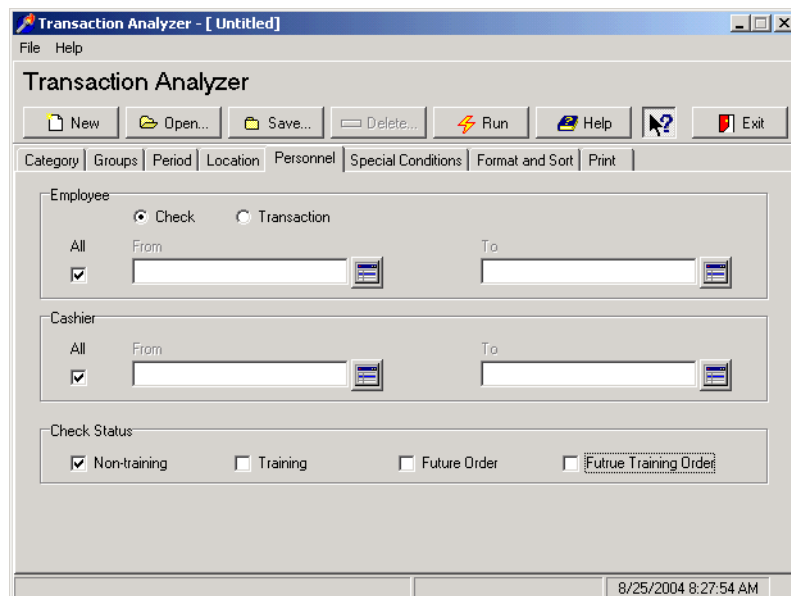 Transaction Analyzer - [ Untitled]
File Help
Transaction Analyzer
New Open... Save... Delete... Run Help Exit
Category Groups Period Location Personnel Special Conditions Format and Sort Print
Employee
Check Transaction
All From To
Cashier
All From To
Check Status
Non-training Training Future Order Futrue Training Order
8/25/2004 8:27:54 AM